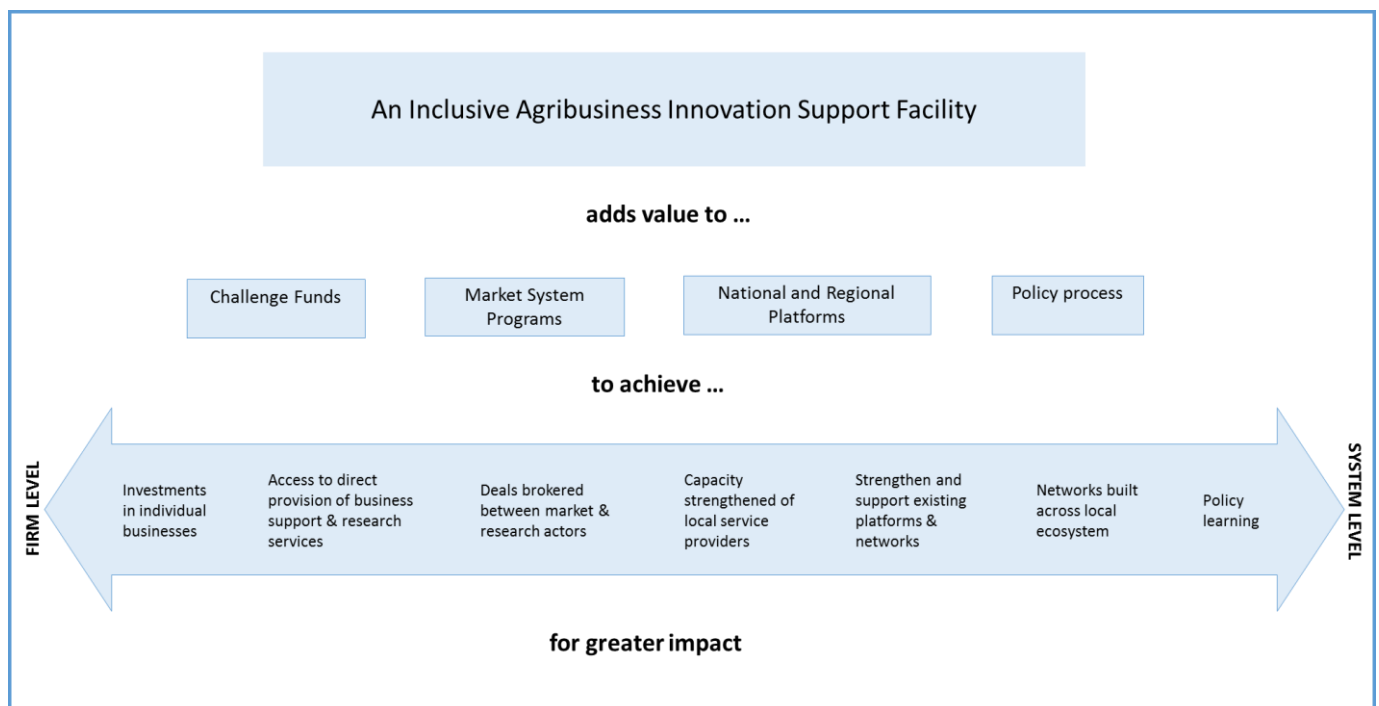 An Inclusive Agribusiness Innovation Support Facility
adds value to ...
Challenge Funds
Market System
Programs
National and Regional
Platforms
Policy process
to achieve ...
FIRM LEVEL
Investments
in individual
businesses
Access to direct
provision of business
support & research
services
Deals brokered
between market &
research actors
Capacity
strengthened of
local service
providers
Strengthen and
support existing
platforms &
networks
Networks built
across local
ecosystem
Policy
learning
SYSTEM LEVEL
for greater impact